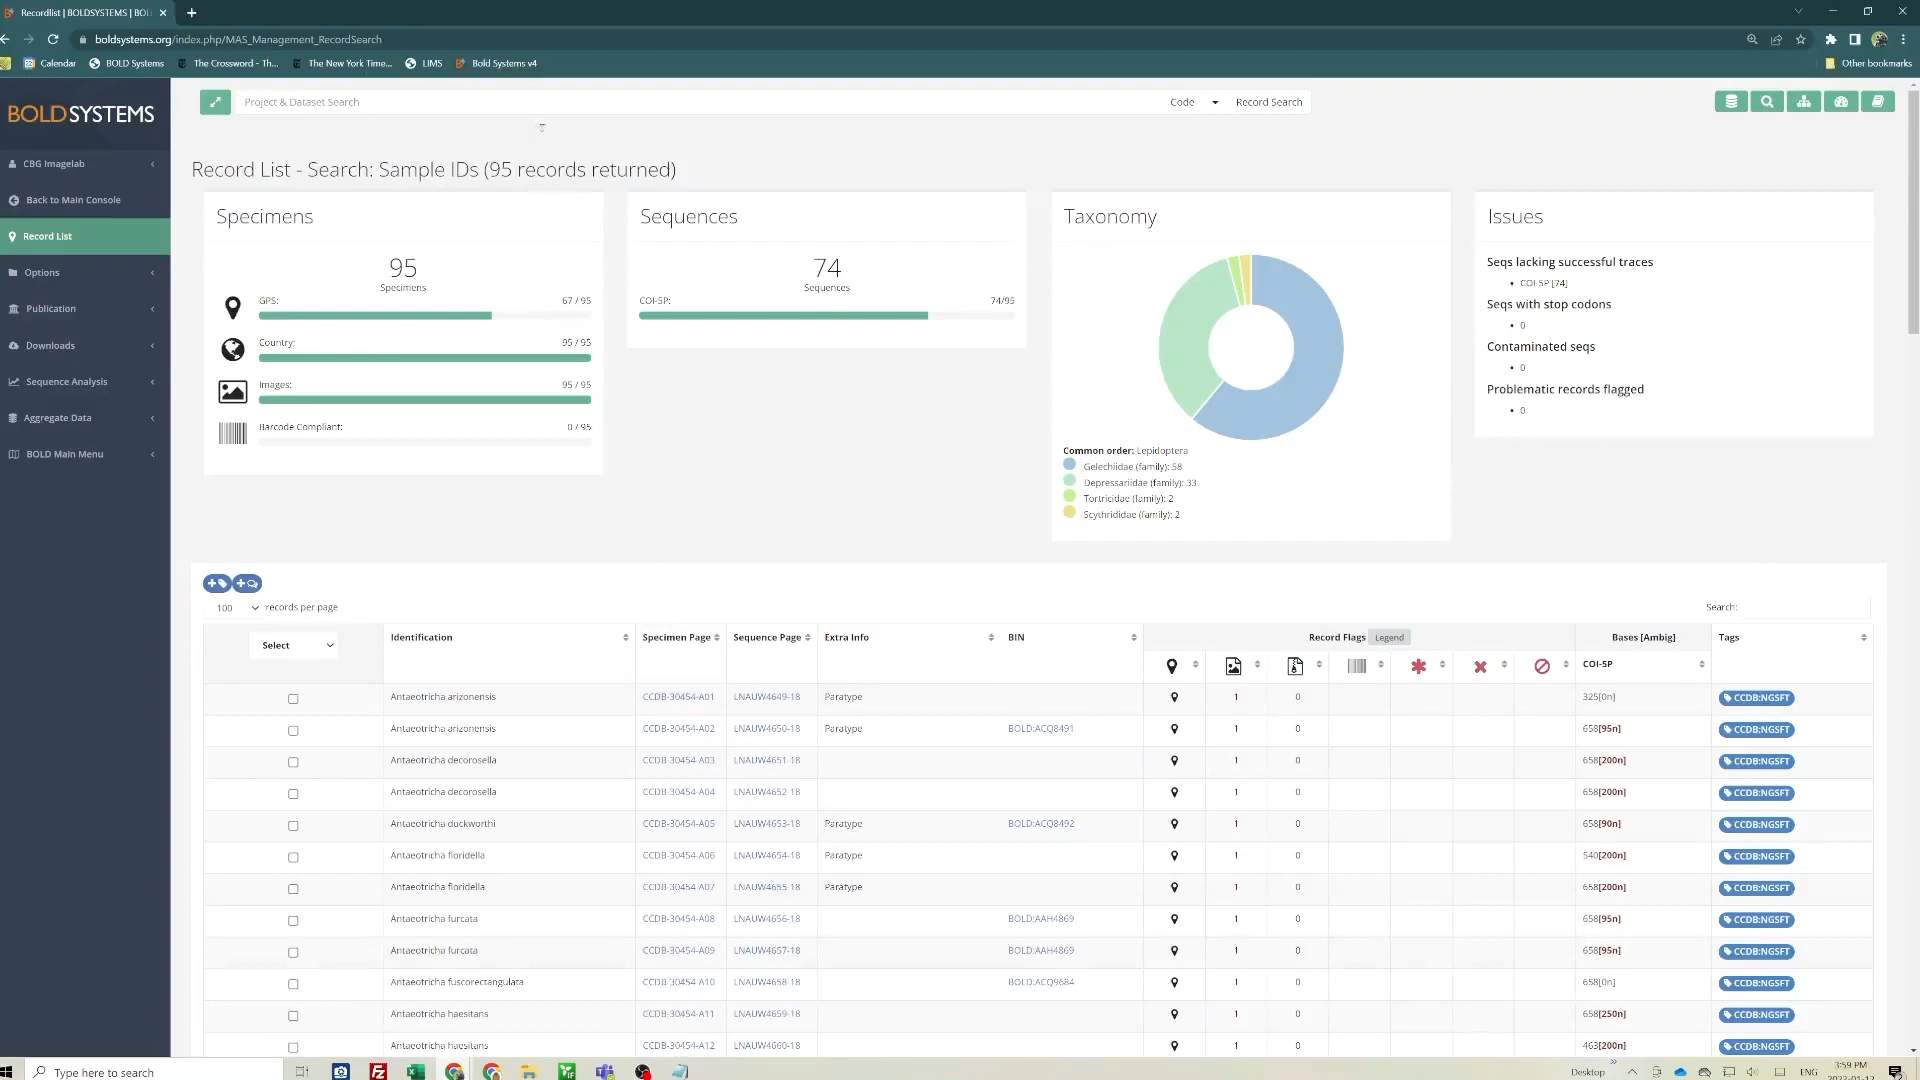 Recordlist | BOLDSYSTEMS | BOL
boldsystems.org/index.php/MAS_Management_RecordSearch
Calendar BOLD Systems The Crossword - Th... The New York Time... LIMS Bold Systems v4 Other bookmarks
BOLDSYSTEMS
Project & Dataset Search Code Record Search
CBG Imagelab
Back to Main Console
Record List
Options
Publication
Downloads
Sequence Analysis
Aggregate Data
BOLD Main Menu
Record List - Search: Sample IDs (95 records returned)
Specimens
95
Specimens
GPS: 67 / 95
Country: 95 / 95
Images: 95 / 95
Barcode Compliant: 0 / 95
Sequences
74
Sequences
COI-5P: 74/95
Taxonomy
Common order: Lepidoptera
Gelechiidae (family): 58
Depressariidae (family): 33
Tortricidae (family): 2
Scythrididae (family): 2
Issues
Seqs lacking successful traces
• COI-5P [74]
Seqs with stop codons
• 0
Contaminated seqs
• 0
Problematic records flagged
• 0
100 records per page Search:
Select Identification Specimen Page Sequence Page Extra Info BIN Record Flags Legend Bases [Ambig] Tags
COI-5P
Antaeotricha arizonensis CCDB-30454-A01 LNAUW4649-18 Paratype 1 0 325[0n] CCDB:NGSFT
Antaeotricha arizonensis CCDB-30454-A02 LNAUW4650-18 Paratype BOLD:ACQ8491 1 0 658[95n] CCDB:NGSFT
Antaeotricha decorosella CCDB-30454-A03 LNAUW4651-18 1 0 658[200n] CCDB:NGSFT
Antaeotricha decorosella CCDB-30454-A04 LNAUW4652-18 1 0 658[200n] CCDB:NGSFT
Antaeotricha duckworthi CCDB-30454-A05 LNAUW4653-18 Paratype BOLD:ACQ8492 1 0 658[90n] CCDB:NGSFT
Antaeotricha floridella CCDB-30454-A06 LNAUW4654-18 Paratype 1 0 540[200n] CCDB:NGSFT
Antaeotricha floridella CCDB-30454-A07 LNAUW4655-18 Paratype 1 0 658[200n] CCDB:NGSFT
Antaeotricha furcata CCDB-30454-A08 LNAUW4656-18 BOLD:AAH4869 1 0 658[95n] CCDB:NGSFT
Antaeotricha furcata CCDB-30454-A09 LNAUW4657-18 BOLD:AAH4869 1 0 658[95n] CCDB:NGSFT
Antaeotricha fuscorectangulata CCDB-30454-A10 LNAUW4658-18 BOLD:ACQ9684 1 0 658[0n] CCDB:NGSFT
Antaeotricha haesitans CCDB-30454-A11 LNAUW4659-18 1 0 658[250n] CCDB:NGSFT
Antaeotricha haesitans CCDB-30454-A12 LNAUW4660-18 1 0 463[200n] CCDB:NGSFT
Type here to search Desktop ENG 3:59 PM